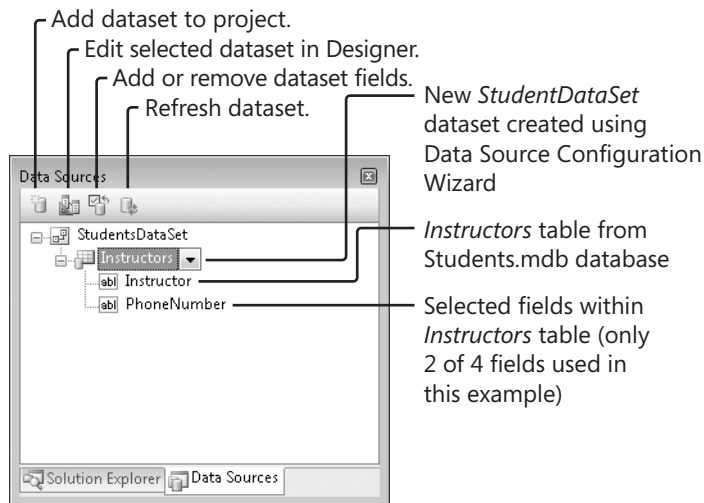 Add dataset to project.
Edit selected dataset in Designer.
Add or remove dataset fields.
Refresh dataset.
New StudentDataSet
dataset created using
Data Source Configuration
Wizard
Instructors table from
Students.mdb database
Selected fields within
Instructors table (only
2 of 4 fields used in
this example)
Data Sources
StudentsDataSet
Instructors
abl Instructor
abl PhoneNumber
Solution Explorer
Data Sources